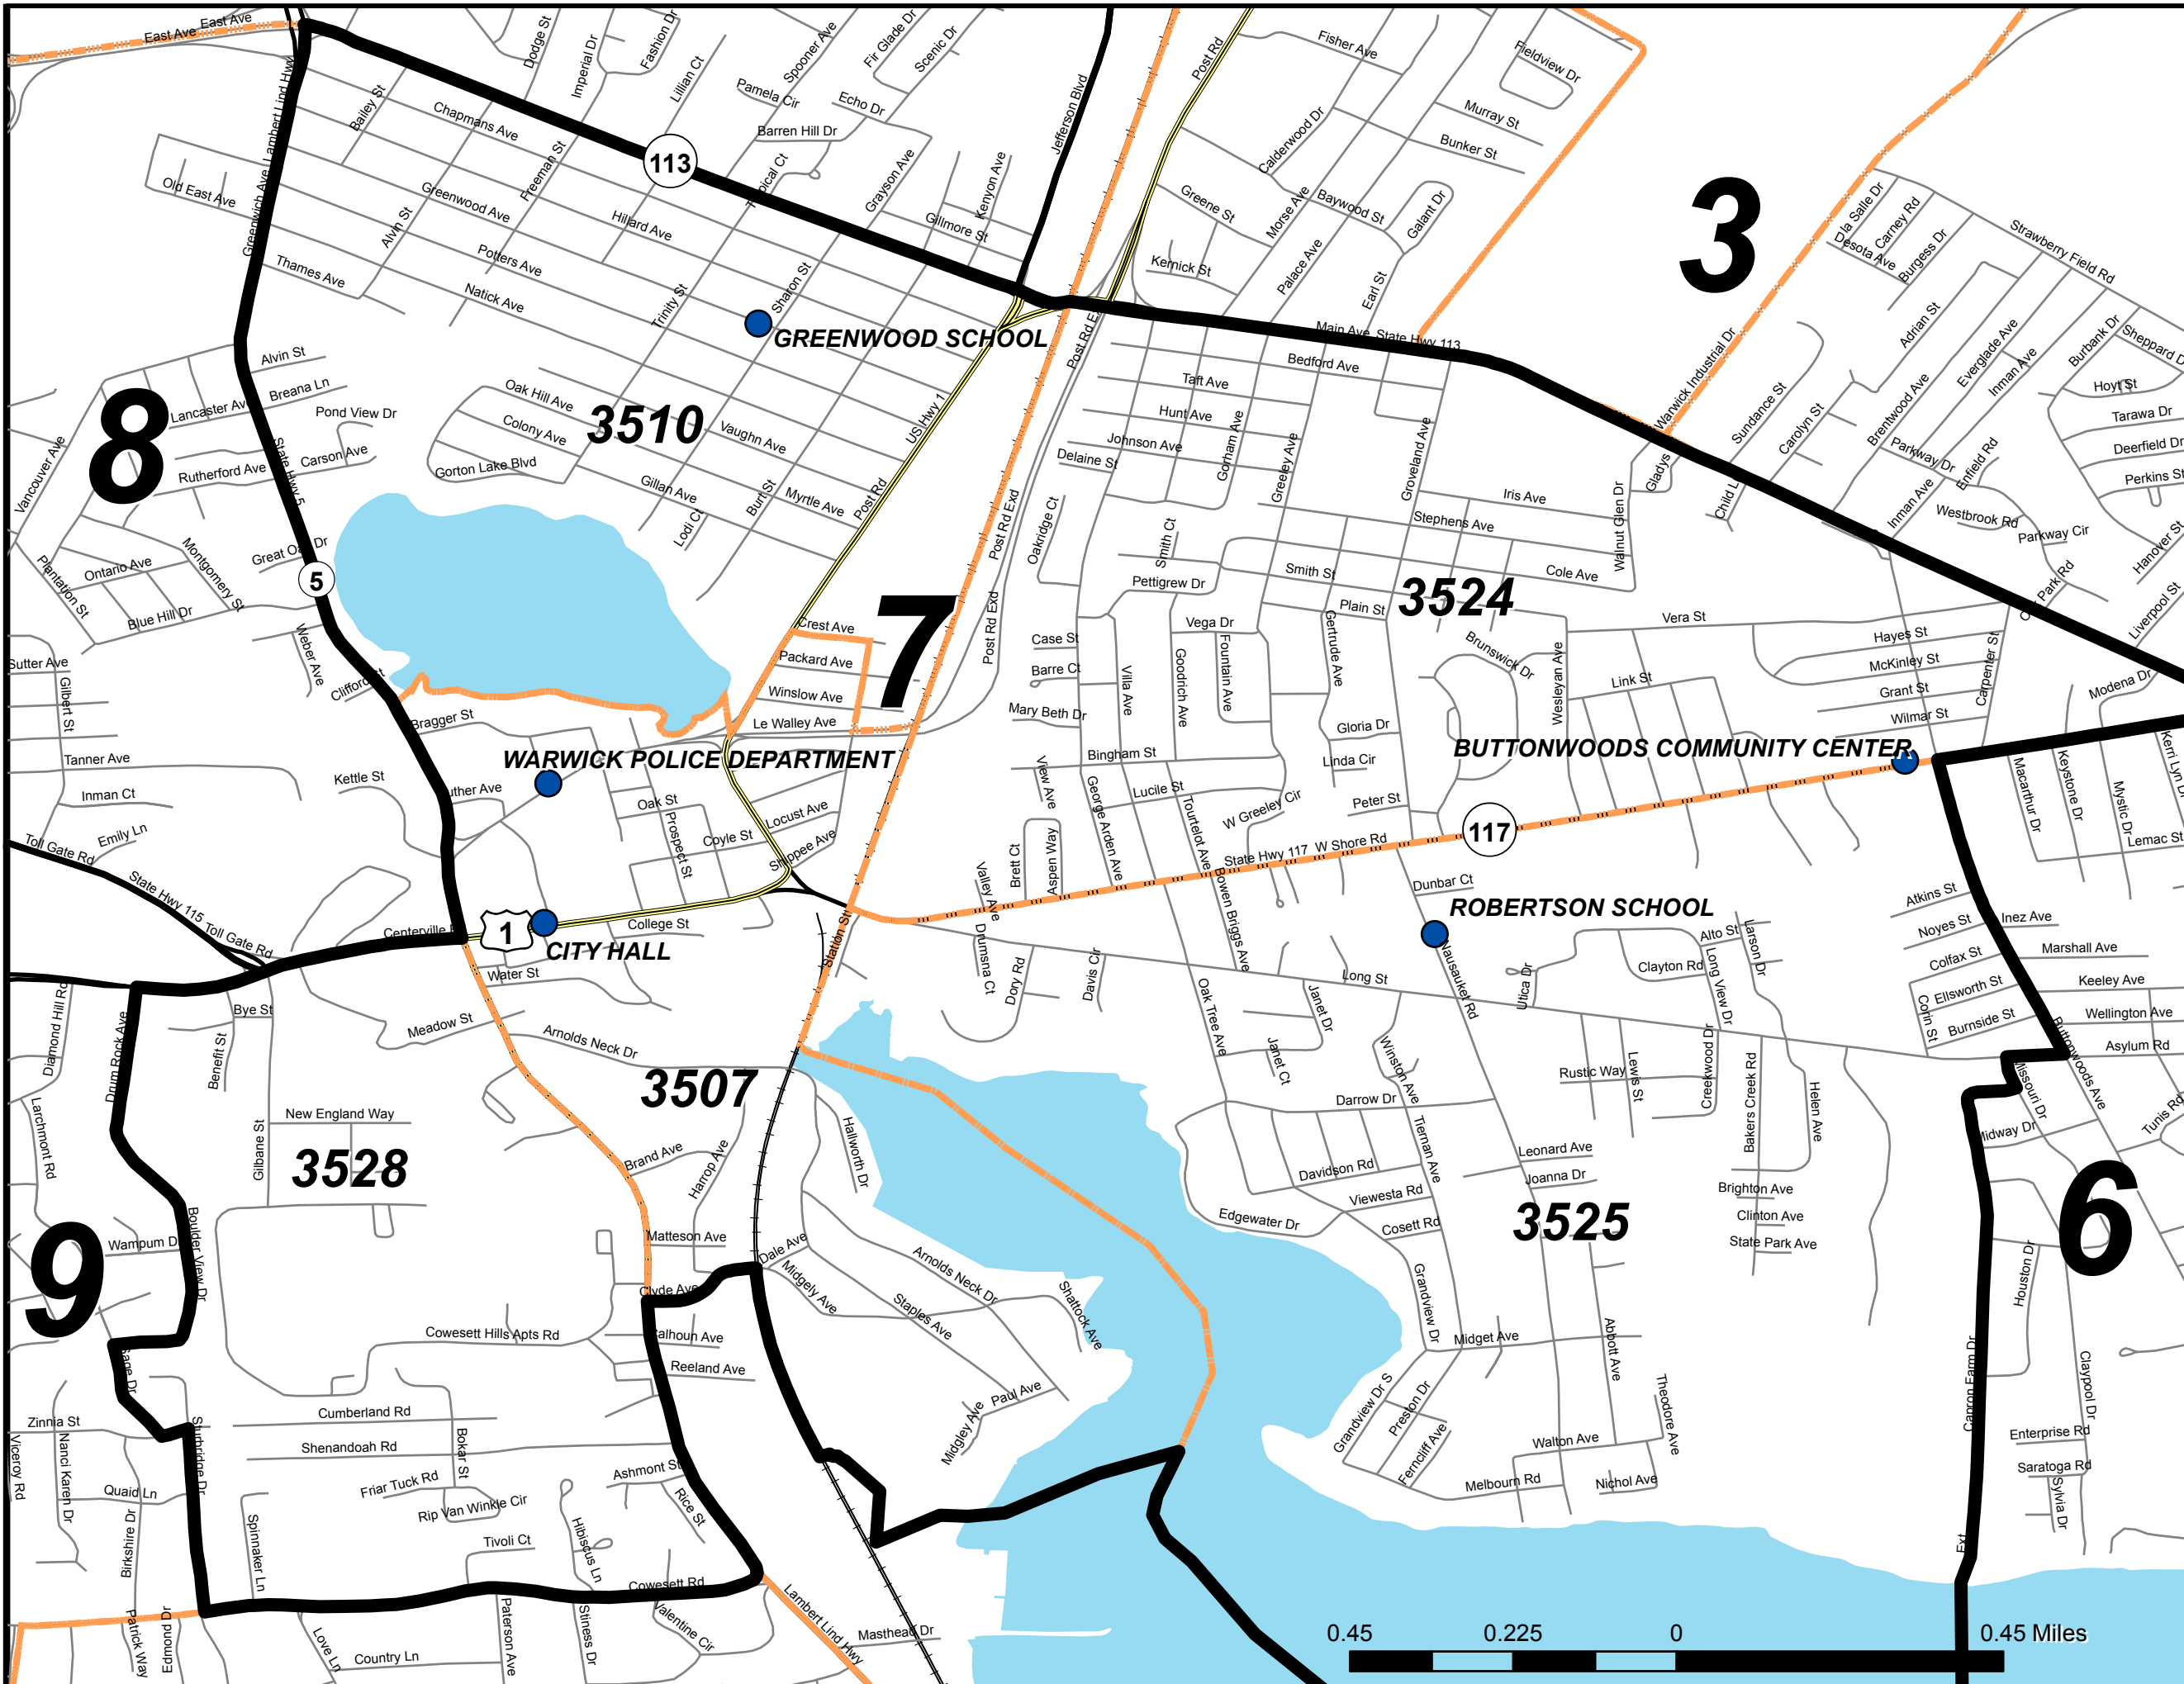 East Ave
East Ave
Dodge St
Imperial Dr
Fashion Dr
Lillian Ct
Spooner Ave
Fir Glade Dr
Scenic Dr
Pamela Cir
Echo Dr
Barren Hill Dr
Jefferson Blvd
Post Rd
Fisher Ave
Fieldview Dr
Murray St
Bunker St
Calderwood Dr
Bailey St
Chapmans Ave
113
Greenwich Ave Lambert Lind Hwy
Old East Ave
Freeman St
Greenwood Ave
Hillard Ave
Alvin St
Tropical Ct
Grayson Ave
Kenyon Ave
Gillmore St
Greene St
Morse Ave
Baywood St
Galant Dr
Kernick St
Palace Ave
Earl St
3
La Salle Dr
Carney Rd
Desota Ave
Burgess Dr
Strawberry Field Rd
Thames Ave
Potters Ave
Natick Ave
Trinity St
Sharon St
GREENWOOD SCHOOL
Main Ave State Hwy 113
Bedford Ave
Warwick Industrial Dr
Adrian St
Everglade Ave
Inman Ave
Burbank Dr
Sheppard D
Hoyt St
Tarawa Dr
Deerfield Dr
Perkins St
Alvin St
Breana Ln
Lancaster Ave
Pond View Dr
Carson Ave
Rutherford Ave
State Hwy 5
8
Vancouver Ave
Oak Hill Ave
Colony Ave
Gorton Lake Blvd
3510
Vaughn Ave
Gillan Ave
Myrtle Ave
Burt St
Lodi Ct
US Hwy 1
Post Rd
Post Rd Exd
Post Rd Exd
Taft Ave
Hunt Ave
Johnson Ave
Delaine St
Gorham Ave
Greeley Ave
Groveland Ave
Iris Ave
Stephens Ave
Cole Ave
Walnut Glen Dr
Gladys
Sundance St
Carolyn St
Child L
Brentwood Ave
Parkway Dr
Enfield Rd
Inman Ave
Westbrook Rd
Parkway Cir
Hanover St
Liverpool St
Montgomery St
Great Oak Dr
Ontario Ave
Plantation St
Blue Hill Dr
5
Weber Ave
Clifford St
Oakridge Ct
Smith Ct
Pettigrew Dr
Smith St
Plain St
3524
Vera St
Hayes St
McKinley St
Grant St
Wilmar St
Carpenter St
Modena Dr
Sutter Ave
Gilbert St
Tanner Ave
Inman Ct
Emily Ln
Kettle St
Bragger St
Crest Ave
Packard Ave
Winslow Ave
Le Walley Ave
7
Post Rd Exd
Case St
Barre Ct
Mary Beth Dr
Villa Ave
Vega Dr
Goodrich Ave
Fountain Ave
Gertrude Ave
Brunswick Dr
Wesleyan Ave
Link St
Gloria Dr
Linda Cir
WARWICK POLICE DEPARTMENT
BUTTONWOODS COMMUNITY CENTER
Bingham St
View Ave
George Arden Ave
Lucile St
Tourtelot Ave
W Greeley Cir
Peter St
117
State Hwy 117 W Shore Rd
Macarthur Dr
Keystone Dr
Mystic Dr
Kerri Lyn D
Lemac St
Oak St
Prospect St
Coyle St
Locust Ave
Shippee Ave
Toll Gate Rd
State Hwy 115
Toll Gate Rd
1
CITY HALL
College St
Water St
Meadow St
Station St
Brett Ct
Aspen Way
Valley Ave
Drumsna Ct
Dory Rd
Davis Cir
Bowen Briggs Ave
Dunbar Ct
ROBERTSON SCHOOL
Nausauket Rd
Long St
Oak Tree Ave
Janet Dr
Janet Ct
Winston Ave
Utica Dr
Clayton Rd
Alto St
Long View Dr
Larson Dr
Atkins St
Noyes St
Colfax St
Ellsworth St
Burnside St
Corin St
Inez Ave
Marshall Ave
Keeley Ave
Wellington Ave
Asylum Rd
Buttonwoods Ave
Missouri Dr
Tunis Rd
Diamond Hill Rd
Bye St
Benefit St
Drum Rock Ave
Larchmont Rd
Arnolds Neck Dr
3507
New England Way
Gilbane St
3528
Brand Ave
Harrop Ave
Hallworth Dr
Darrow Dr
Tiernan Ave
Davidson Rd
Viewesta Rd
Cosett Rd
Edgewater Dr
Rustic Way
Lewis St
Creekwood Dr
Bakers Creek Rd
Helen Ave
Leonard Ave
Joanna Dr
3525
Brighton Ave
Clinton Ave
State Park Ave
6
Houston Dr
9
Boulder View Dr
Matteson Ave
Clyde Ave
Dale Ave
Midgely Ave
Arnolds Neck Dr
Staples Ave
Shattock Ave
Cowesett Hills Apts Rd
Reeland Ave
Grandview Dr
Midget Ave
Abbott Ave
Theodore Ave
Capron Farm Dr
Claypool Dr
Zinnia St
Nanci Karen Dr
Viceroy Rd
Sturbridge Dr
Quaid Ln
Birkshire Dr
Cumberland Rd
Shenandoah Rd
Bokar St
Friar Tuck Rd
Rip Van Winkle Cir
Ashmont St
Rice St
Midgley Ave
Paul Ave
Grandview Dr S
Preston Dr
Ferncliff Ave
Walton Ave
Melbourn Rd
Nichol Ave
Enterprise Rd
Saratoga Rd
Sylvia Dr
Spinnaker Ln
Tivoli Ct
Hibiscus Ln
Cowesett Rd
Ext
Patrick Way
Edmond Dr
Love Ln
Country Ln
Paterson Ave
Stiness Dr
Valentine Cir
Lambert Lind Hwy
Masthead Dr
0.45 0.225 0 0.45 Miles